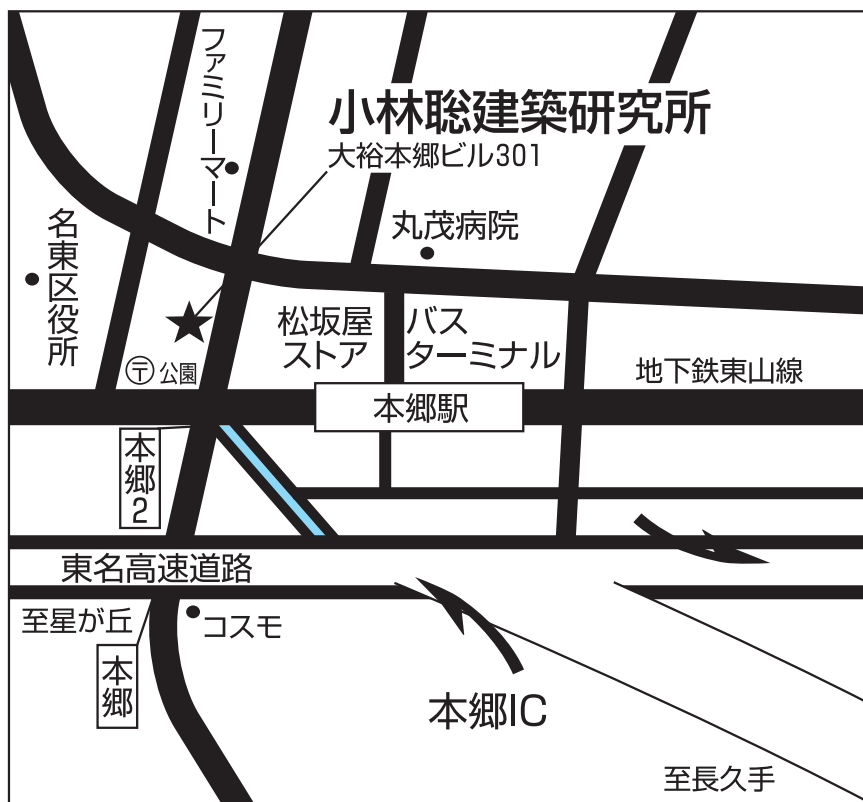 ファミリーマート
小林聡建築研究所
大裕本郷ビル301
名東区役所
丸茂病院
松坂屋
ストア
バス
ターミナル
〒公園
地下鉄東山線
本郷駅
本郷2
東名高速道路
至星が丘
コスモ
本郷
本郷IC
至長久手